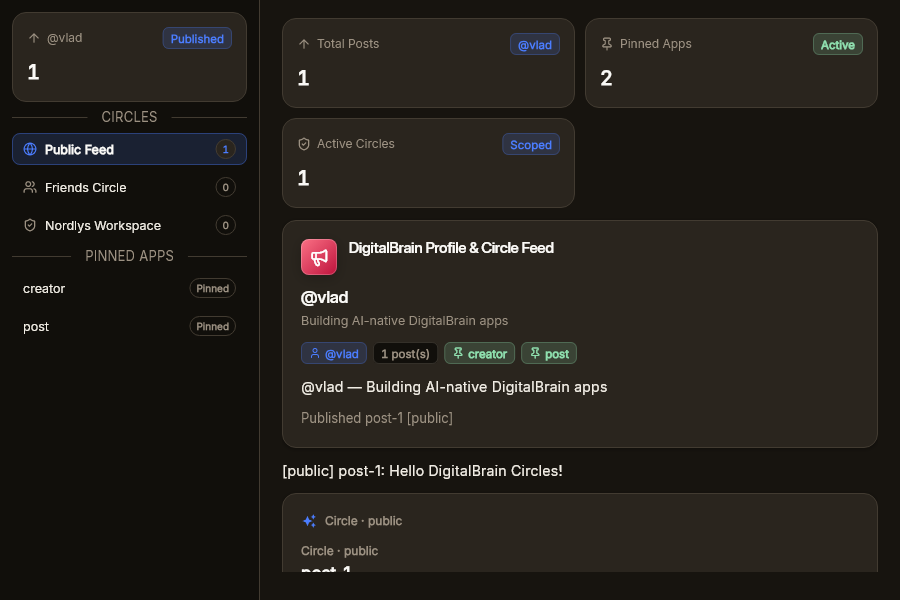 @vlad
Published
1
CIRCLES
Public Feed
1
Friends Circle
0
Nordlys Workspace
0
PINNED APPS
creator
Pinned
post
Pinned
Total Posts
@vlad
1
Pinned Apps
Active
2
Active Circles
Scoped
1
DigitalBrain Profile & Circle Feed
@vlad
Building AI-native DigitalBrain apps
@vlad 1 post(s) creator post
@vlad — Building AI-native DigitalBrain apps
Published post-1 [public]
[public] post-1: Hello DigitalBrain Circles!
Circle · public
Circle · public
post-1